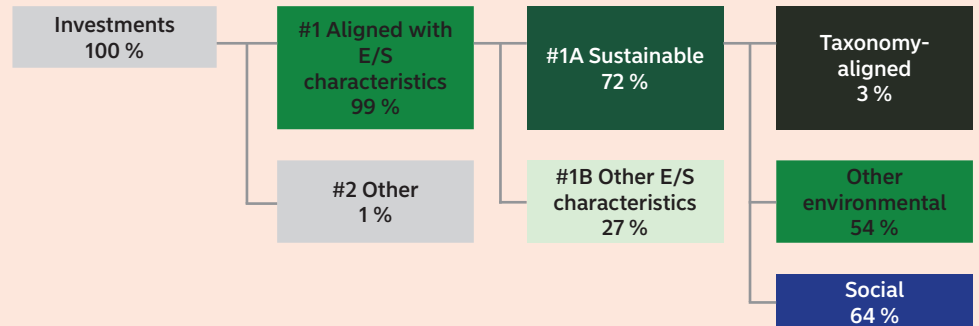 Investments
100 %
#1 Aligned with
E/S
characteristics
99 %
#1A Sustainable
72 %
Taxonomy-
aligned
3 %
#2 Other
1 %
#1B Other E/S
characteristics
27 %
Other
environmental
54 %
Social
64 %